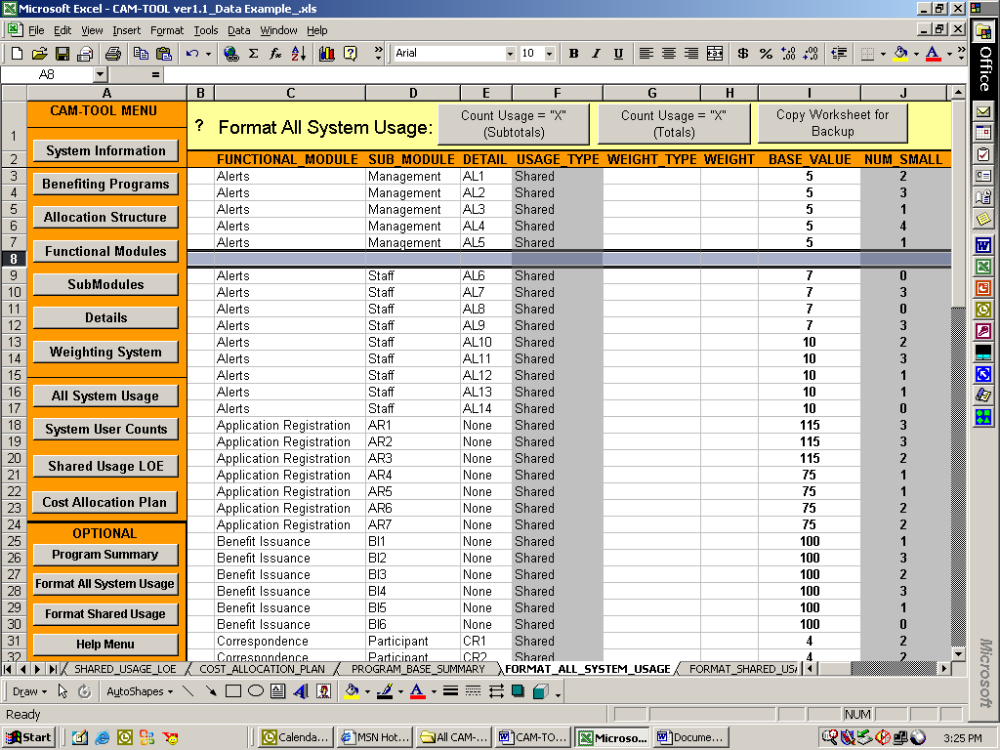 Microsoft Excel - CAM-TOOL ver1.1_Data Example_.xls
File Edit View Insert Format Tools Data Window Help
Arial 10 B I U $ % Office
A8 =
A B C D E F G H I J
CAM-TOOL MENU
1 ? Format All System Usage:
Count Usage = "X"
(Subtotals)
Count Usage = "X"
(Totals)
Copy Worksheet for
Backup
2 FUNCTIONAL_MODULE SUB_MODULE DETAIL USAGE_TYPE WEIGHT_TYPE WEIGHT BASE_VALUE NUM_SMALL
3 Alerts Management AL1 Shared 5 2
4 Alerts Management AL2 Shared 5 3
5 Alerts Management AL3 Shared 5 1
6 Alerts Management AL4 Shared 5 4
7 Alerts Management AL5 Shared 5 1
8
9 Alerts Staff AL6 Shared 7 0
10 Alerts Staff AL7 Shared 7 3
11 Alerts Staff AL8 Shared 7 0
12 Alerts Staff AL9 Shared 7 3
13 Alerts Staff AL10 Shared 10 2
14 Alerts Staff AL11 Shared 10 3
15 Alerts Staff AL12 Shared 10 1
16 Alerts Staff AL13 Shared 10 1
17 Alerts Staff AL14 Shared 10 0
18 Application Registration AR1 None Shared 115 3
19 Application Registration AR2 None Shared 115 3
20 Application Registration AR3 None Shared 115 2
21 Application Registration AR4 None Shared 75 1
22 Application Registration AR5 None Shared 75 1
23 Application Registration AR6 None Shared 75 2
24 Application Registration AR7 None Shared 75 2
25 Benefit Issuance BI1 None Shared 100 1
26 Benefit Issuance BI2 None Shared 100 3
27 Benefit Issuance BI3 None Shared 100 2
28 Benefit Issuance BI4 None Shared 100 3
29 Benefit Issuance BI5 None Shared 100 1
30 Benefit Issuance BI6 None Shared 100 0
31 Correspondence Participant CR1 Shared 4 2
32 Correspondence Participant CR2 Shared 4 2
System Information
Benefiting Programs
Allocation Structure
Functional Modules
SubModules
Details
Weighting System
All System Usage
System User Counts
Shared Usage LOE
Cost Allocation Plan
OPTIONAL
Program Summary
Format All System Usage
Format Shared Usage
Help Menu
Microsoft
SHARED_USAGE_LOE COST_ALLOCATION_PLAN PROGRAM_BASE_SUMMARY FORMAT_ALL_SYSTEM_USAGE FORMAT_SHARED_USA
Draw AutoShapes
Ready NUM
Start Calenda... MSN Hot... All CAM-... CAM-TO... Microso... Docume... 3:25 PM